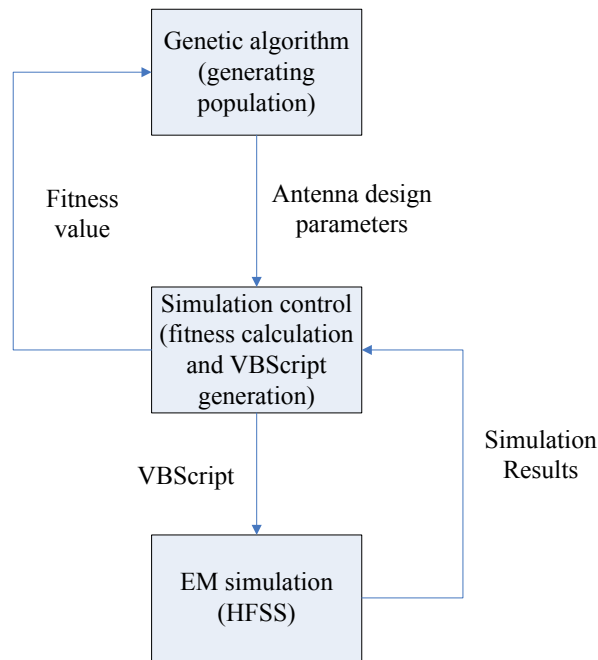 Genetic algorithm
(generating
population)
Fitness
value
Antenna design
parameters
Simulation control
(fitness calculation
and VBScript
generation)
VBScript
Simulation
Results
EM simulation
(HFSS)